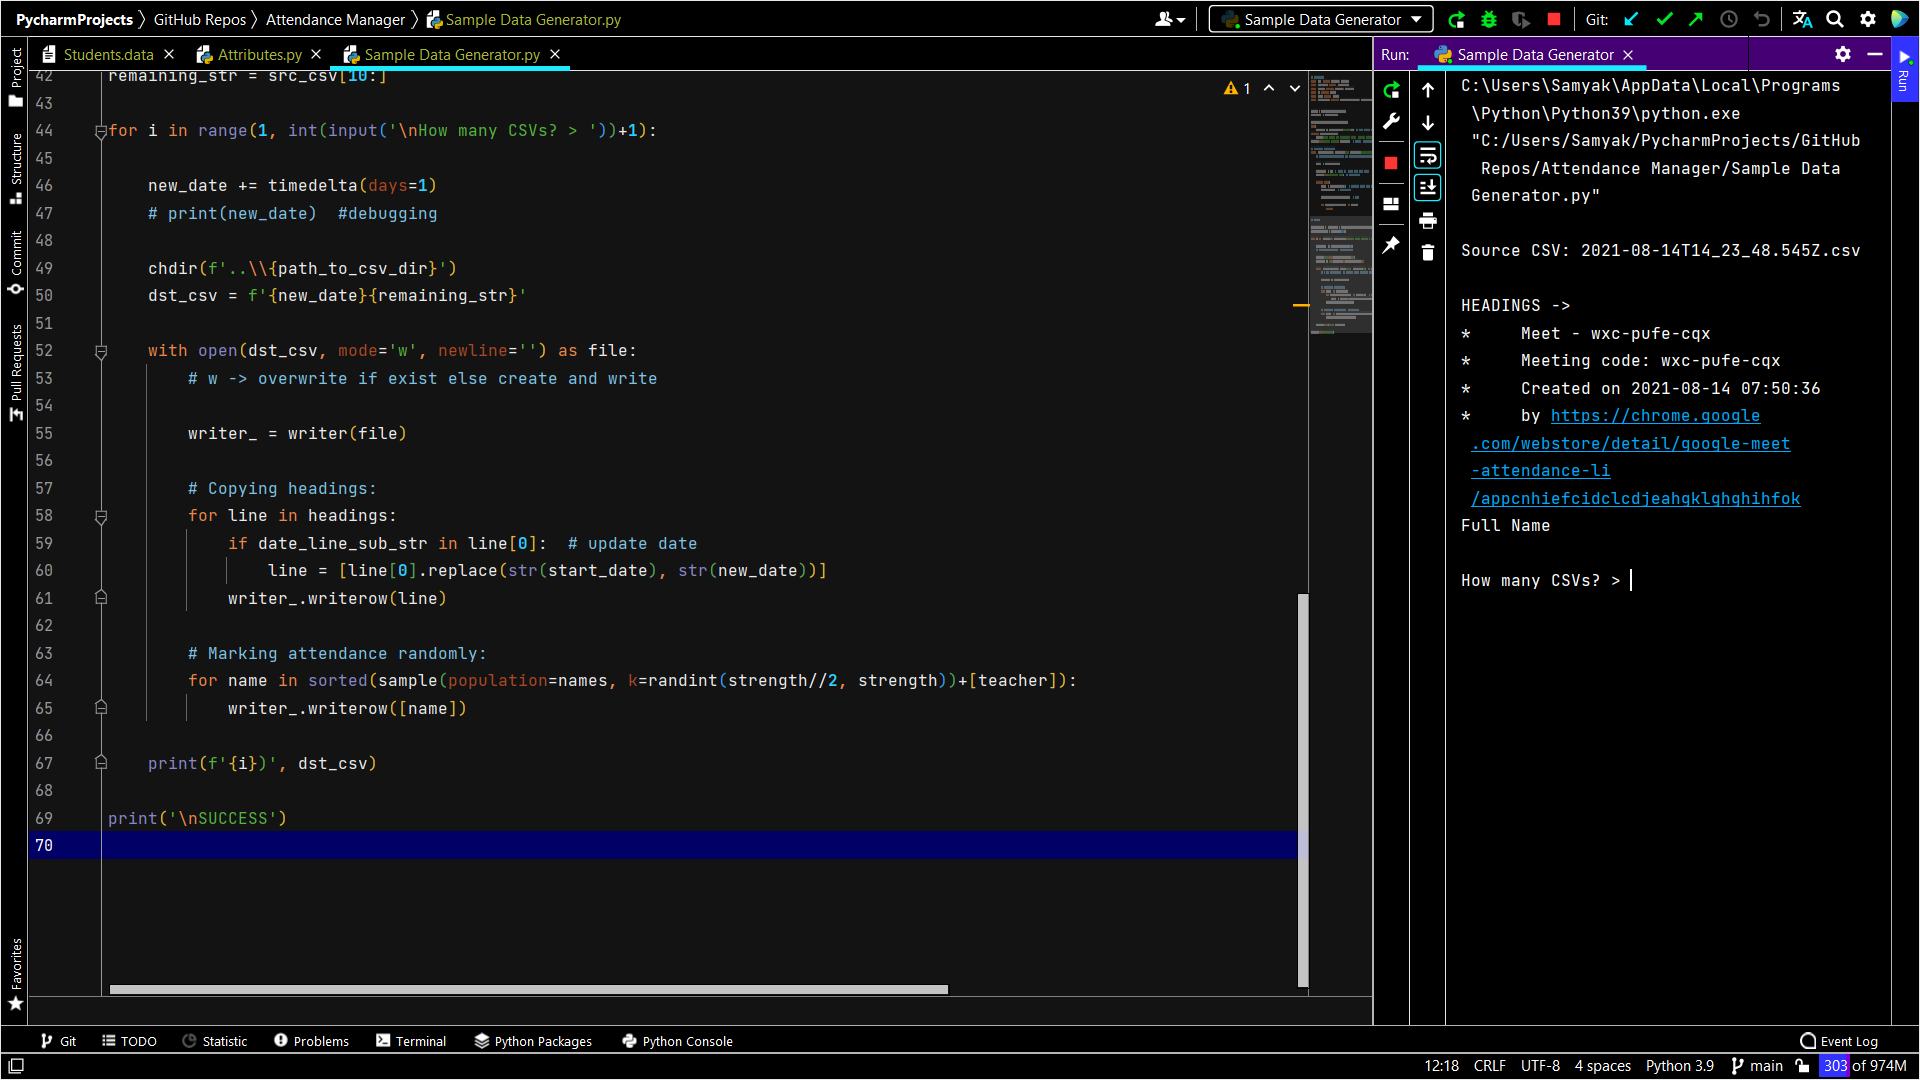 PycharmProjects 〉 GitHub Repos 〉 Attendance Manager 〉 Sample Data Generator.py
Sample Data Generator
Git:
Students.data
Attributes.py
Sample Data Generator.py
Run: Sample Data Generator
Project
Structure
Commit
Pull Requests
Favorites
Run
1
42 remaining_str = src_csv[10:]
43
44 for i in range(1, int(input('\nHow many CSVs? > '))+1):
45
46 new_date += timedelta(days=1)
47 # print(new_date)  #debugging
48
49 chdir(f'..\\{path_to_csv_dir}')
50 dst_csv = f'{new_date}{remaining_str}'
51
52 with open(dst_csv, mode='w', newline='') as file:
53 # w -> overwrite if exist else create and write
54
55 writer_ = writer(file)
56
57 # Copying headings:
58 for line in headings:
59 if date_line_sub_str in line[0]:  # update date
60 line = [line[0].replace(str(start_date), str(new_date))]
61 writer_.writerow(line)
62
63 # Marking attendance randomly:
64 for name in sorted(sample(population=names, k=randint(strength//2, strength))+[teacher]):
65 writer_.writerow([name])
66
67 print(f'{i})', dst_csv)
68
69 print('\nSUCCESS')
70
C:\Users\Samyak\AppData\Local\Programs
\Python\Python39\python.exe
"C:/Users/Samyak/PycharmProjects/GitHub
Repos/Attendance Manager/Sample Data
Generator.py"
Source CSV: 2021-08-14T14_23_48.545Z.csv
HEADINGS ->
* Meet - wxc-pufe-cqx
* Meeting code: wxc-pufe-cqx
* Created on 2021-08-14 07:50:36
* by https://chrome.google
.com/webstore/detail/google-meet
-attendance-li
/appcnhiefcidclcdjeahgklghghihfok
Full Name
How many CSVs? >
Git
TODO
Statistic
Problems
Terminal
Python Packages
Python Console
Event Log
12:18 CRLF UTF-8 4 spaces Python 3.9 main 303 of 974M